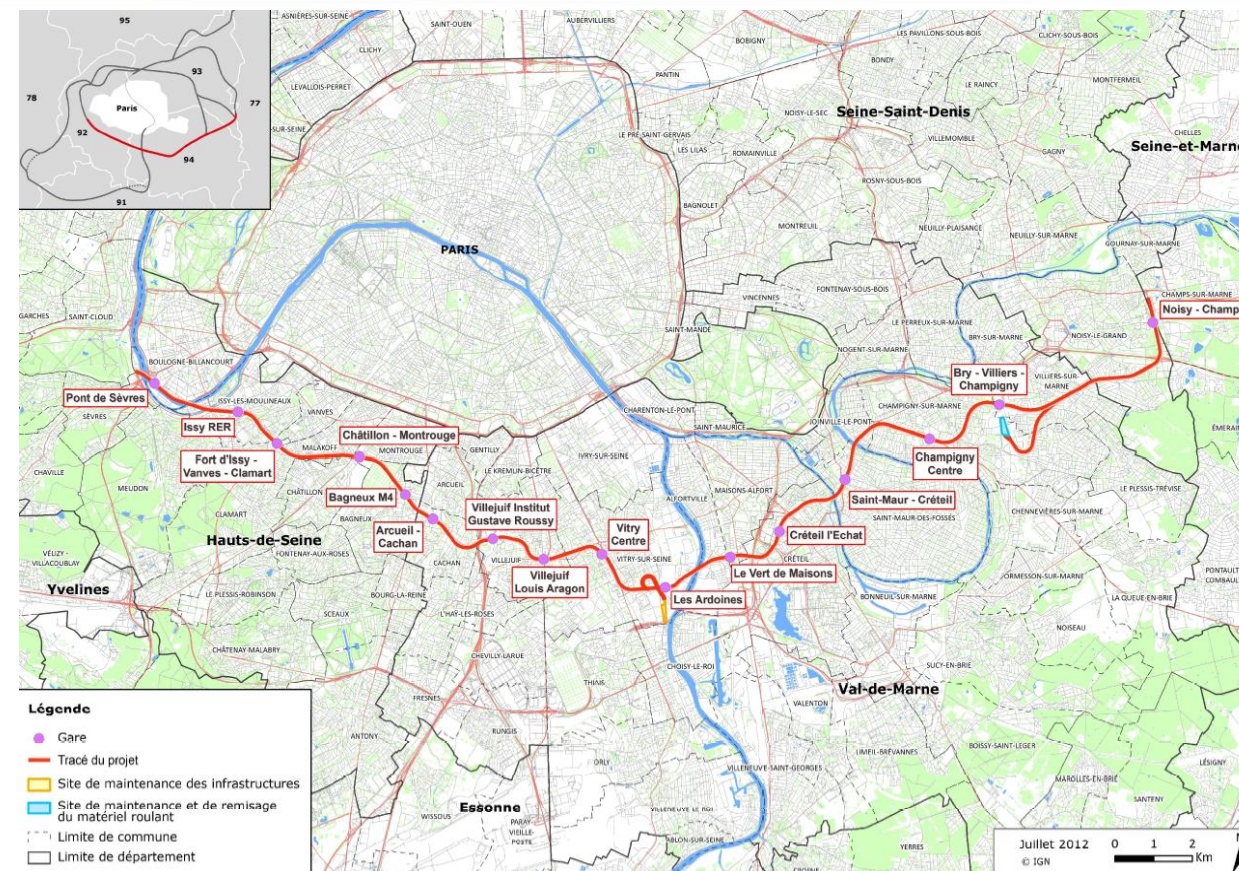 95
93
78
77
Paris
92
94
91
ASNIÈRES-SUR-SEINE
SAINT-OUEN
AUBERVILLIERS
CLICHY
BOBIGNY
LES PAVILLONS-SOUS-BOIS
CLICHY-SOUS-BOIS
BONDY
LEVALLOIS-PERRET
PANTIN
LE RAINCY
MONTFERMEIL
NOISY-LE-SEC
Seine-Saint-Denis
LE PRÉ-SAINT-GERVAIS
VILLEMOMBLE
CHELLES
LES LILAS
ROMAINVILLE
GAGNY
Seine-et-Marn
ROSNY-SOUS-BOIS
BAGNOLET
MONTREUIL
NEUILLY-PLAISANCE
NEUILLY-SUR-MARNE
GOURNAY-SUR-MARNE
PARIS
FONTENAY-SOUS-BOIS
VINCENNES
CHAMPS-SUR-MARNE
Noisy - Champ
GARCHES
SAINT-CLOUD
SAINT-MANDÉ
LE PERREUX-SUR-MARNE
BRY-SUR-MARNE
NOISY-LE-GRAND
NOGENT-SUR-MARNE
BOULOGNE-BILLANCOURT
Bry - Villiers -
Champigny
VILLIERS-SUR-
MARNE
Pont de Sèvres
ISSY-LES-MOULINEAUX
CHARENTON-LE-PONT
SAINT-MAURICE
JOINVILLE-LE-PONT
CHAMPIGNY-SUR-MARNE
SÈVRES
Issy RER
VANVES
Châtillon - Montrouge
MALAKOFF
MONTROUGE
GENTILLY
IVRY-SUR-SEINE
Champigny
Centre
Fort d'Issy -
Vanves - Clamart
LE KREMLIN-BICÊTRE
CHAVILLE
MEUDON
CHÂTILLON
Bagneux M4
ARCUEIL
ALFORTVILLE
MAISONS-ALFORT
Saint-Maur - Créteil
LE PLESSIS-TRÉVISE
CLAMART
BAGNEUX
Villejuif Institut
Gustave Roussy
SAINT-MAUR-DES-FOSSÉS
CHENNEVIÈRES-SUR-MARNE
Arcueil -
Cachan
Vitry
Centre
Créteil l'Echat
Hauts-de-Seine
FONTENAY-AUX-ROSES
VÉLIZY-
VILLACOUBLAY
CACHAN
VILLEJUIF
VITRY-SUR-SEINE
CRÉTEIL
Le Vert de Maisons
Yvelines
LE PLESSIS-ROBINSON
BOURG-LA-REINE
Villejuif
Louis Aragon
Les Ardoines
BONNEUIL-SUR-MARNE
ORMESSON-SUR-MARNE
PONTAULT
COMBAULT
LA QUEUE-EN-BRIE
SCEAUX
L'HAŸ-LES-ROSES
NOISEAU
CHÂTENAY-MALABRY
CHEVILLY-LARUE
CHOISY-LE-ROI
SUCY-EN-BRIE
THIAIS
Val-de-Marne
FRESNES
VALENTON
ANTONY
RUNGIS
LIMEIL-BRÉVANNES
BOISSY-SAINT-LEGER
LÉSIGNY
ORLY
VILLENEUVE-SAINT-GEORGES
MAROLLES-EN-BRIE
SANTENY
Essonne
VILLENEUVE LE ROI
WISSOUS
PARAY
VIEILLE-
POSTE
ABLON-SUR-SEINE
YERRES
CROSNE
Légende
Gare
Tracé du projet
Site de maintenance des infrastructures
Site de maintenance et de remisage
du matériel roulant
Limite de commune
Limite de département
Juillet 2012
© IGN
0 1 2
Km